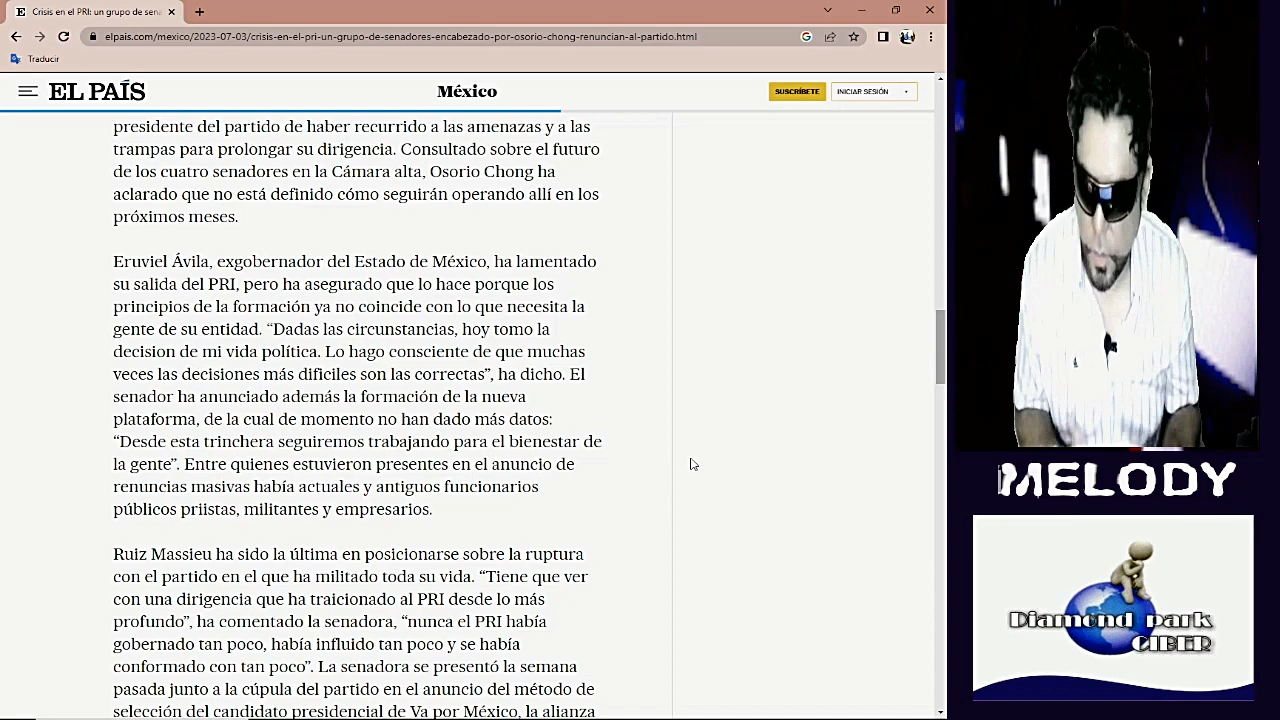 Crisis en el PRI: un grupo de sena
elpais.com/mexico/2023-07-03/crisis-en-el-pri-un-grupo-de-senadores-encabezado-por-osorio-chong-renuncian-al-partido.html
Traducir
EL PAÍS
México
SUSCRÍBETE
INICIAR SESIÓN
presidente del partido de haber recurrido a las amenazas y a las
trampas para prolongar su dirigencia. Consultado sobre el futuro
de los cuatro senadores en la Cámara alta, Osorio Chong ha
aclarado que no está definido cómo seguirán operando allí en los
próximos meses.
Eruviel Ávila, exgobernador del Estado de México, ha lamentado
su salida del PRI, pero ha asegurado que lo hace porque los
principios de la formación ya no coincide con lo que necesita la
gente de su entidad. “Dadas las circunstancias, hoy tomo la
decision de mi vida política. Lo hago consciente de que muchas
veces las decisiones más dificiles son las correctas”, ha dicho. El
senador ha anunciado además la formación de la nueva
plataforma, de la cual de momento no han dado más datos:
“Desde esta trinchera seguiremos trabajando para el bienestar de
la gente”. Entre quienes estuvieron presentes en el anuncio de
renuncias masivas había actuales y antiguos funcionarios
públicos priistas, militantes y empresarios.
Ruiz Massieu ha sido la última en posicionarse sobre la ruptura
con el partido en el que ha militado toda su vida. “Tiene que ver
con una dirigencia que ha traicionado al PRI desde lo más
profundo”, ha comentado la senadora, “nunca el PRI había
gobernado tan poco, había influido tan poco y se había
conformado con tan poco”. La senadora se presentó la semana
pasada junto a la cúpula del partido en el anuncio del método de
selección del candidato presidencial de Va por México, la alianza
MELODY
Diamond park
CIBER